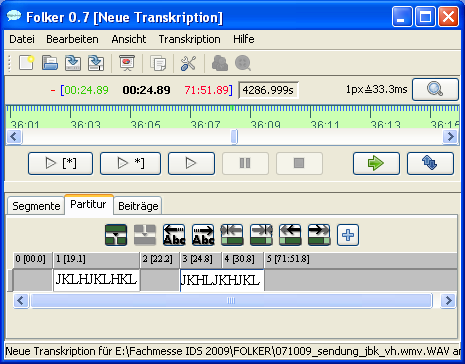 Folker 0.7 [Neue Transkription]
Datei Bearbeiten Ansicht Transkription Hilfe
- [00:24.89 00:24.89 71:51.89] 4286.999s 1px≙33.3ms
36:01 36:03 36:05 36:07 36:09 36:11 36:13 36:15
[*] *]
Segmente Partitur Beiträge
Abc Abc
0 [00.0] 1 [19.1] 2 [22.2] 3 [24.8] 4 [30.8] 5 [71:51.8]
JKLHJKLHKL JKHLJKHJKL
Neue Transkription für E:\Fachmesse IDS 2009\FOLKER\071009_sendung_jbk_vh.wmv.WAV an